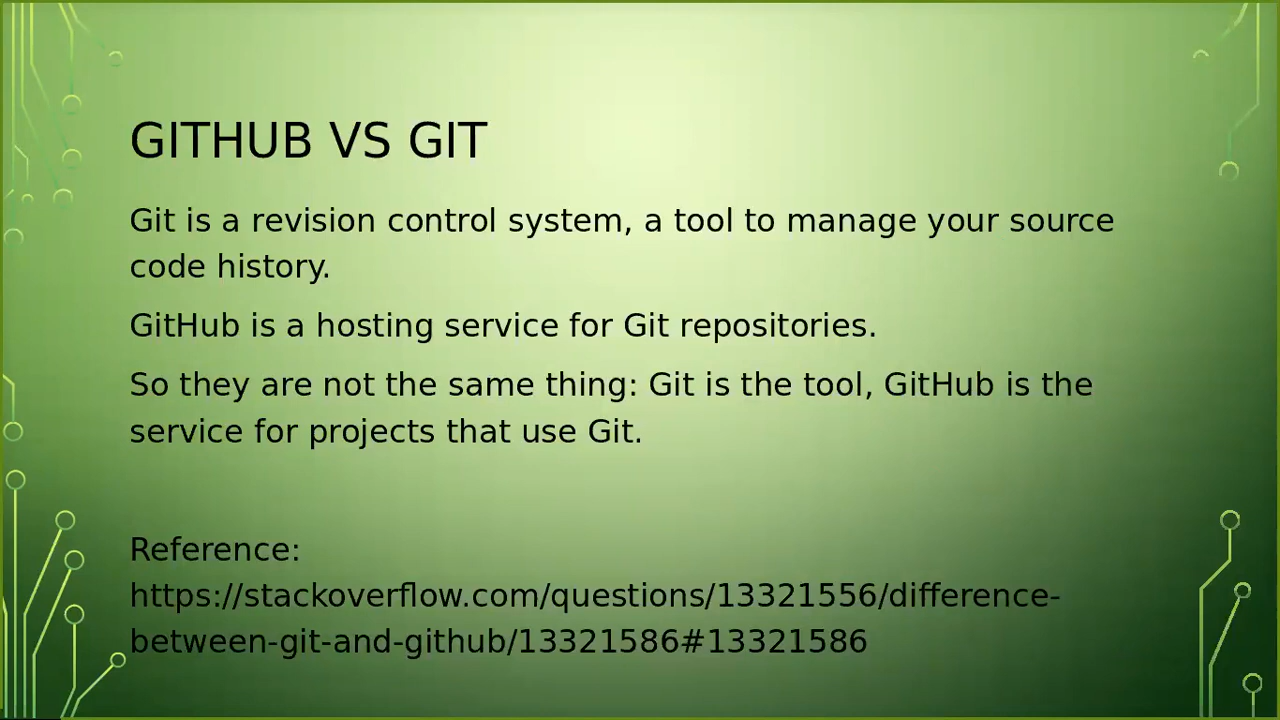 GITHUB VS GIT
Git is a revision control system, a tool to manage your source
code history.
GitHub is a hosting service for Git repositories.
So they are not the same thing: Git is the tool, GitHub is the
service for projects that use Git.
Reference:
https://stackoverflow.com/questions/13321556/difference-
between-git-and-github/13321586#13321586